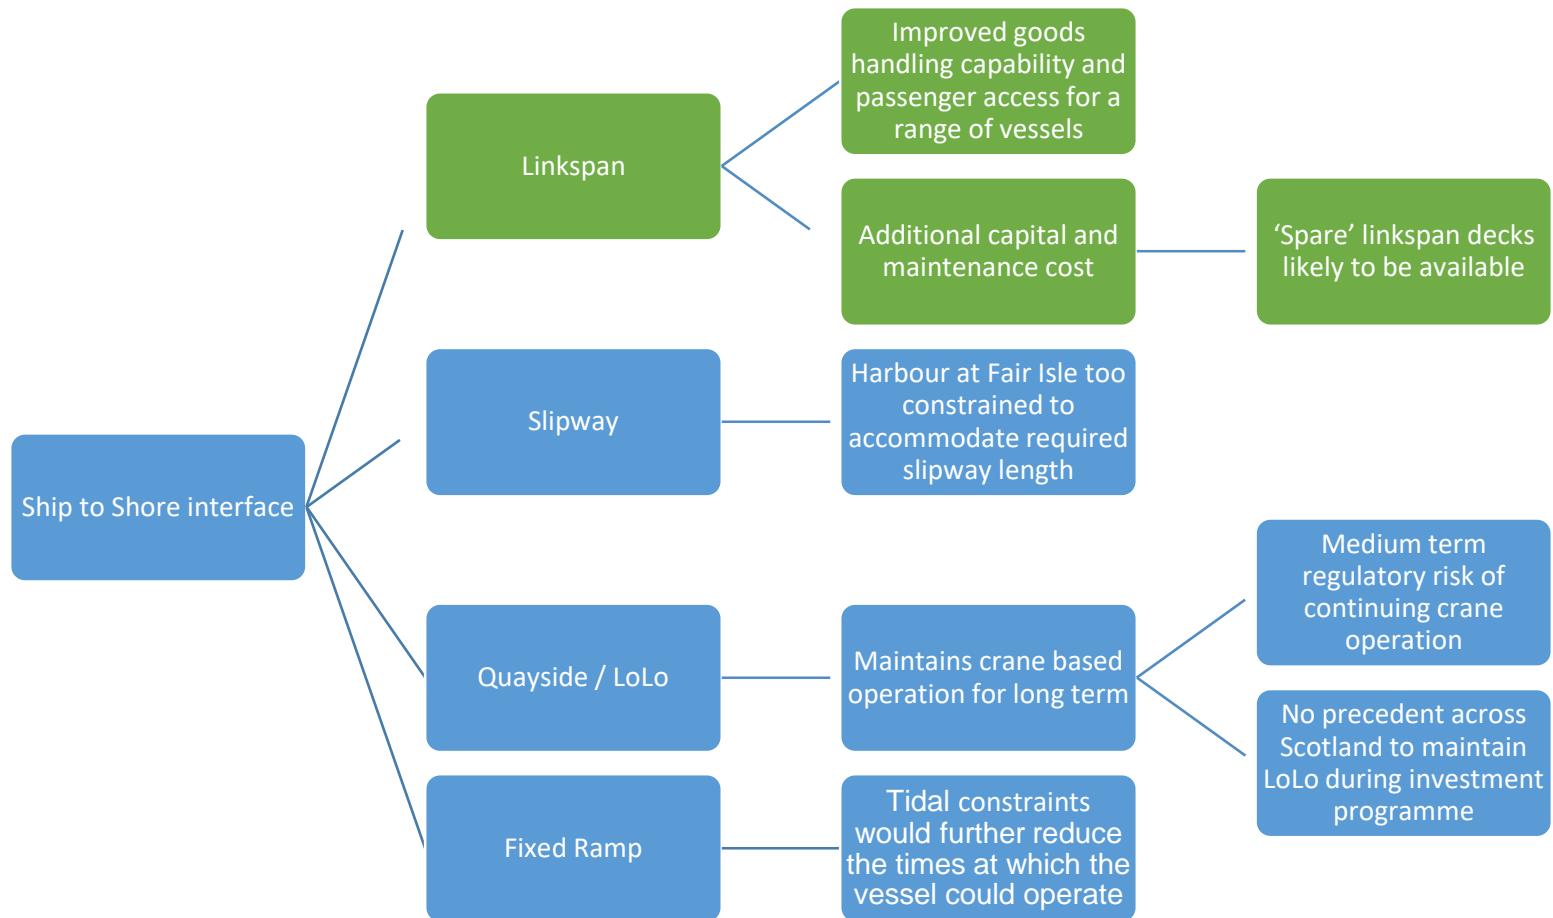 Ship to Shore interface
Linkspan
Improved goods
handling capability and
passenger access for a
range of vessels
Additional capital and
maintenance cost
‘Spare’ linkspan decks
likely to be available
Slipway
Harbour at Fair Isle too
constrained to
accommodate required
slipway length
Quayside / LoLo
Maintains crane based
operation for long term
Medium term
regulatory risk of
continuing crane
operation
No precedent across
Scotland to maintain
LoLo during investment
programme
Fixed Ramp
Tidal constraints
would further reduce
the times at which the
vessel could operate